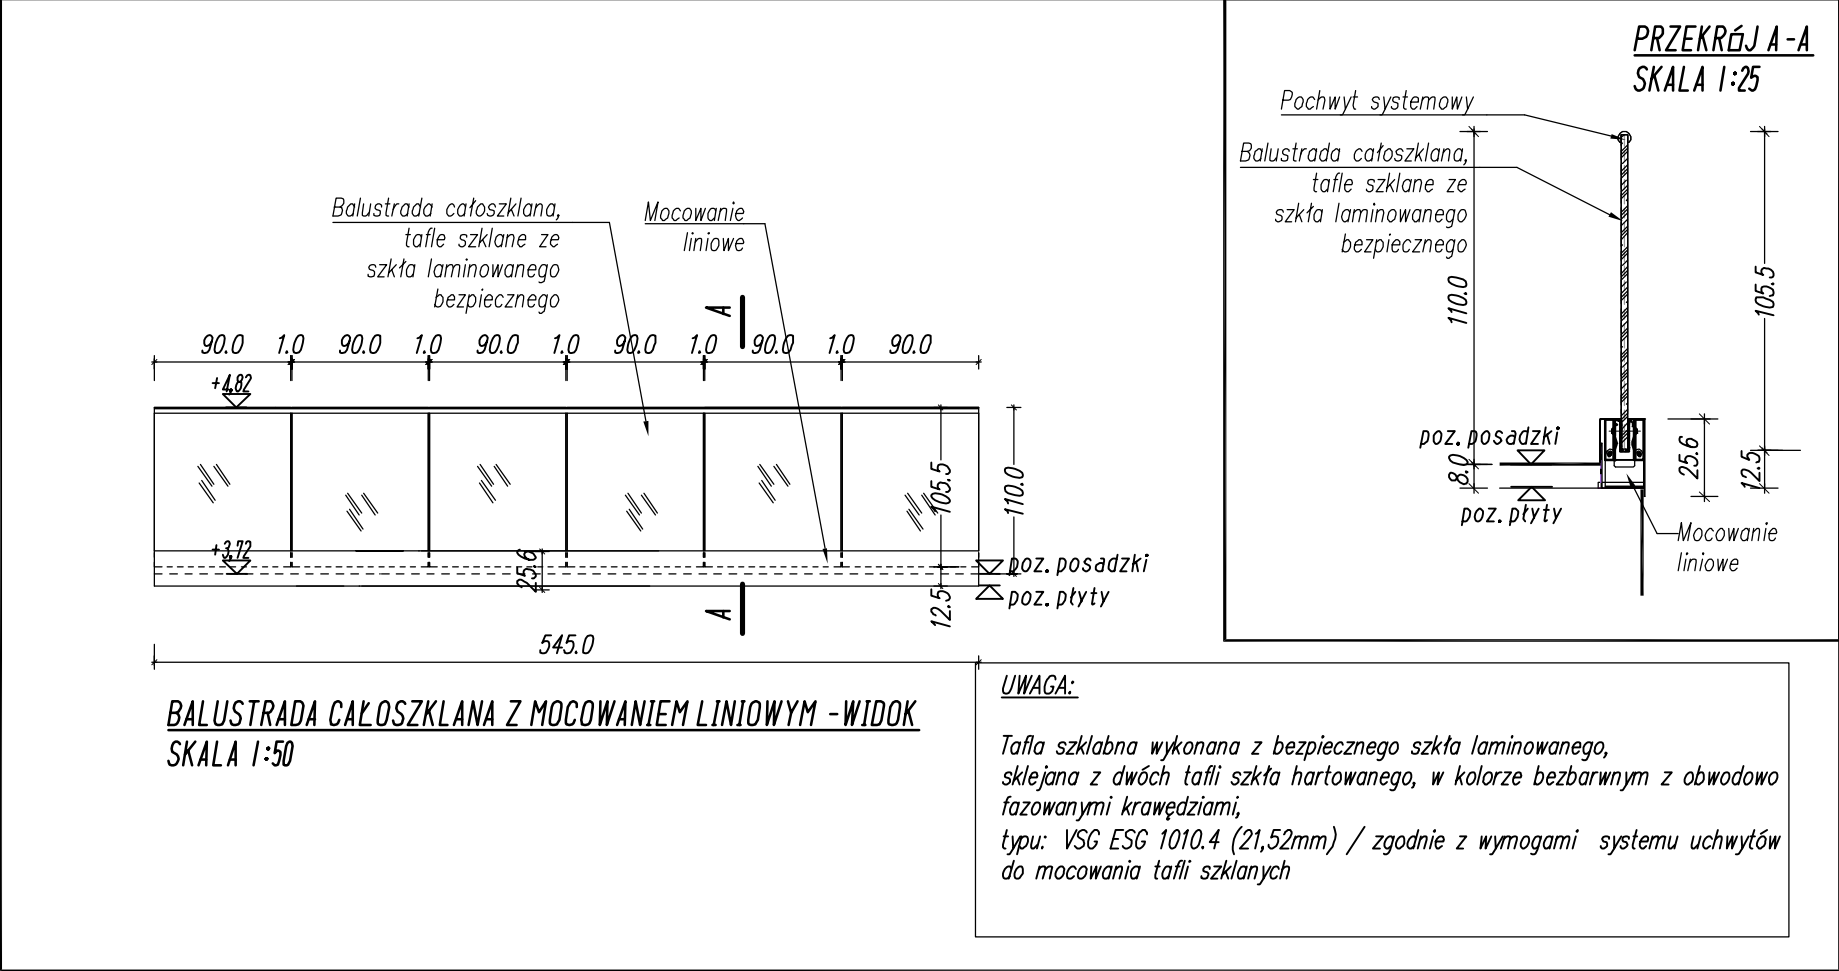 PRZEKRÓJ A-A
SKALA 1:25
Pochwyt systemowy
Balustrada całoszklana,
tafle szklane ze
szkła laminowanego
bezpiecznego
110.0
105.5
poz. posadzki
8.0
25.6
12.5
poz. płyty
Mocowanie
liniowe
Balustrada całoszklana,
tafle szklane ze
szkła laminowanego
bezpiecznego
Mocowanie
liniowe
A
90.0 1.0 90.0 1.0 90.0 1.0 90.0 1.0 90.0 1.0 90.0
+4,82
105.5
110.0
+3,72
25.6
poz. posadzki
12.5
poz. płyty
A
545.0
BALUSTRADA CAŁOSZKLANA Z MOCOWANIEM LINIOWYM -WIDOK
SKALA 1:50
UWAGA:
Tafla szklabna wykonana z bezpiecznego szkła laminowanego,
sklejana z dwóch tafli szkła hartowanego, w kolorze bezbarwnym z obwodowo
fazowanymi krawędziami,
typu: VSG ESG 1010.4 (21,52mm) / zgodnie z wymogami systemu uchwytów
do mocowania tafli szklanych